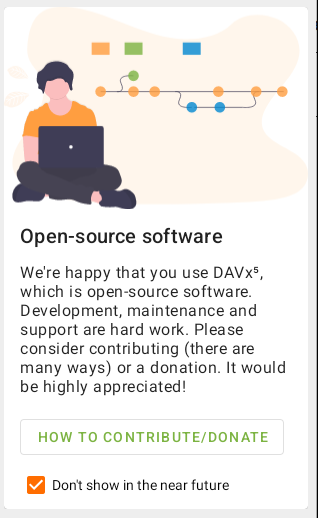 Open-source software
We're happy that you use DAVx⁵,
which is open-source software.
Development, maintenance and
support are hard work. Please
consider contributing (there are
many ways) or a donation. It would
be highly appreciated!
HOW TO CONTRIBUTE/DONATE
Don't show in the near future